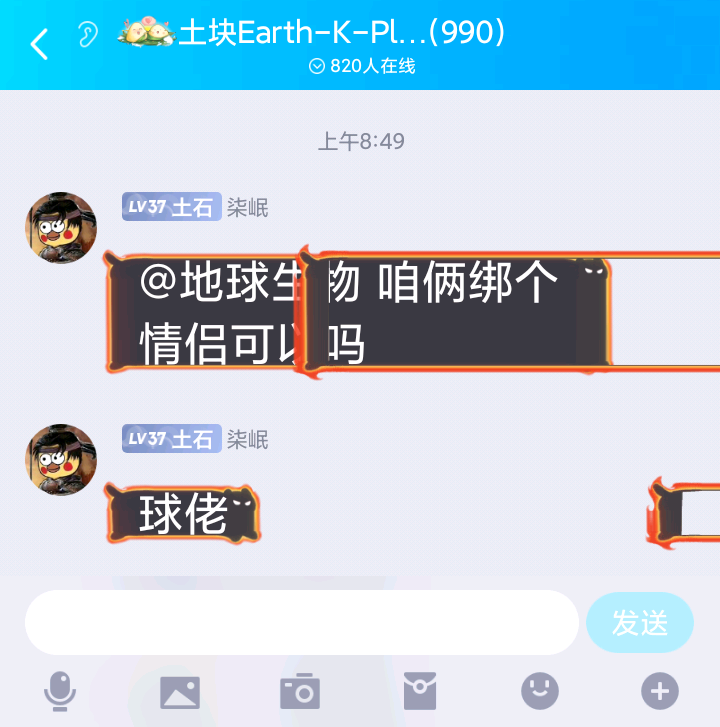 土块Earth-K-Pl...(990)
820人在线
上午8:49
LV37 土石 柒岷
@地球生物 咱俩绑个
情侣可以吗
LV37 土石 柒岷
球佬
发送